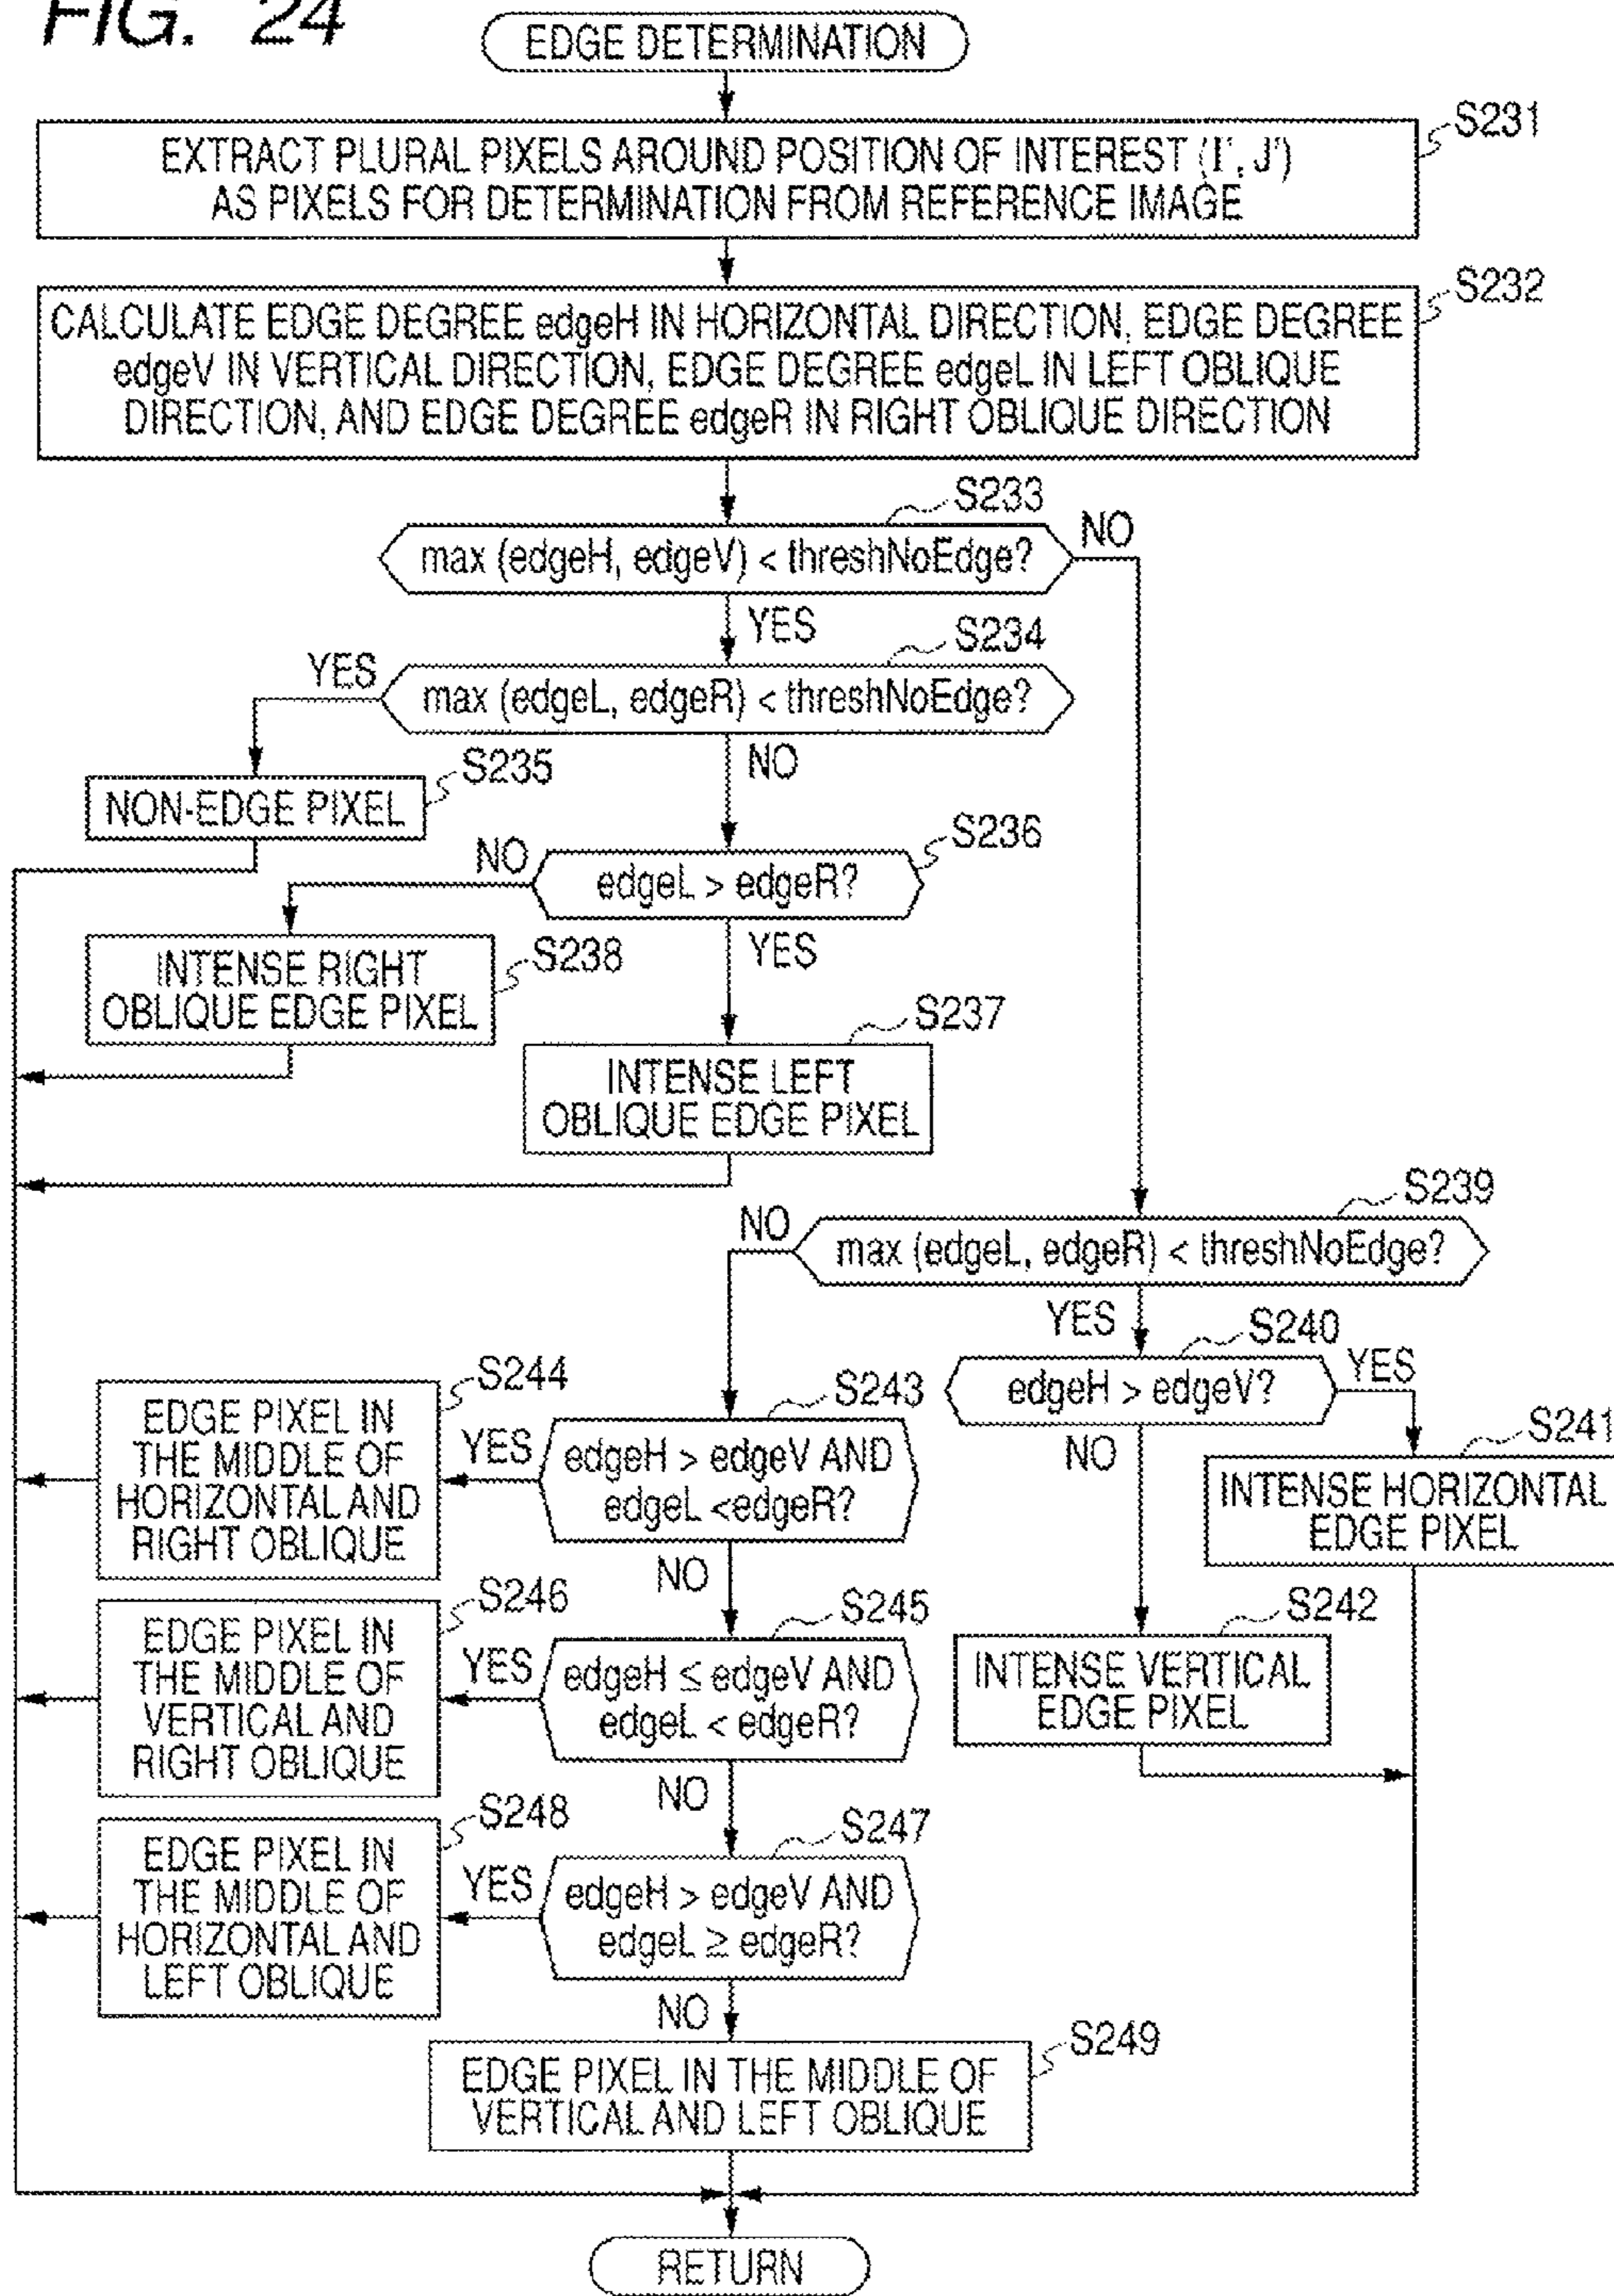 FIG. 24
EDGE DETERMINATION
S231
EXTRACT PLURAL PIXELS AROUND POSITION OF INTEREST (I', J')
AS PIXELS FOR DETERMINATION FROM REFERENCE IMAGE
S232
CALCULATE EDGE DEGREE edgeH IN HORIZONTAL DIRECTION, EDGE DEGREE
edgeV IN VERTICAL DIRECTION, EDGE DEGREE edgeL IN LEFT OBLIQUE
DIRECTION, AND EDGE DEGREE edgeR IN RIGHT OBLIQUE DIRECTION
S233
max (edgeH, edgeV) < threshNoEdge?
NO
YES
S234
YES
max (edgeL, edgeR) < threshNoEdge?
NO
S235
NON-EDGE PIXEL
S236
NO
edgeL > edgeR?
YES
S238
INTENSE RIGHT
OBLIQUE EDGE PIXEL
S237
INTENSE LEFT
OBLIQUE EDGE PIXEL
S239
NO
max (edgeL, edgeR) < threshNoEdge?
YES
S240
edgeH > edgeV?
YES
NO
S241
INTENSE HORIZONTAL
EDGE PIXEL
S242
INTENSE VERTICAL
EDGE PIXEL
S243
edgeH > edgeV AND
edgeL <edgeR?
YES
NO
S244
EDGE PIXEL IN
THE MIDDLE OF
HORIZONTAL AND
RIGHT OBLIQUE
S245
edgeH ≤ edgeV AND
edgeL < edgeR?
YES
NO
S246
EDGE PIXEL IN
THE MIDDLE OF
VERTICAL AND
RIGHT OBLIQUE
S247
edgeH > edgeV AND
edgeL ≥ edgeR?
YES
NO
S248
EDGE PIXEL IN
THE MIDDLE OF
HORIZONTAL AND
LEFT OBLIQUE
S249
EDGE PIXEL IN THE MIDDLE OF
VERTICAL AND LEFT OBLIQUE
RETURN